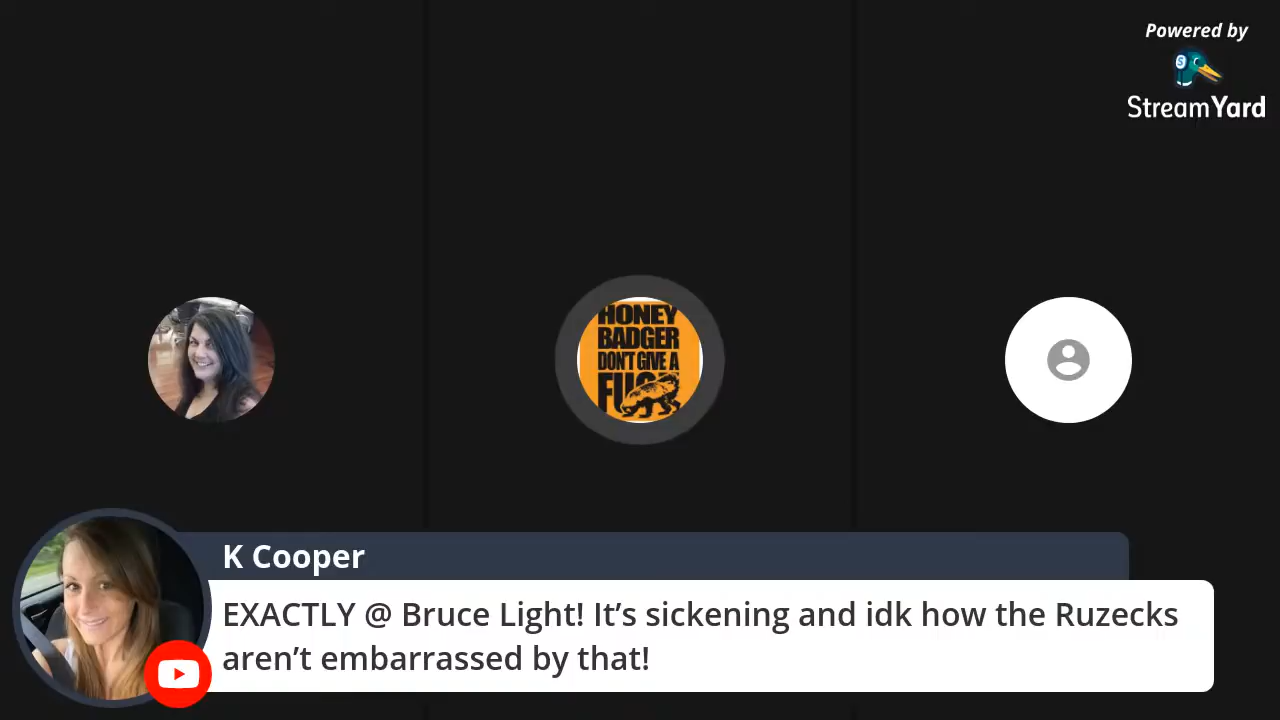 Powered by
StreamYard
HONEY
BADGER
DON'T GIVE A
K Cooper
EXACTLY @ Bruce Light! It’s sickening and idk how the Ruzecks
aren’t embarrassed by that!